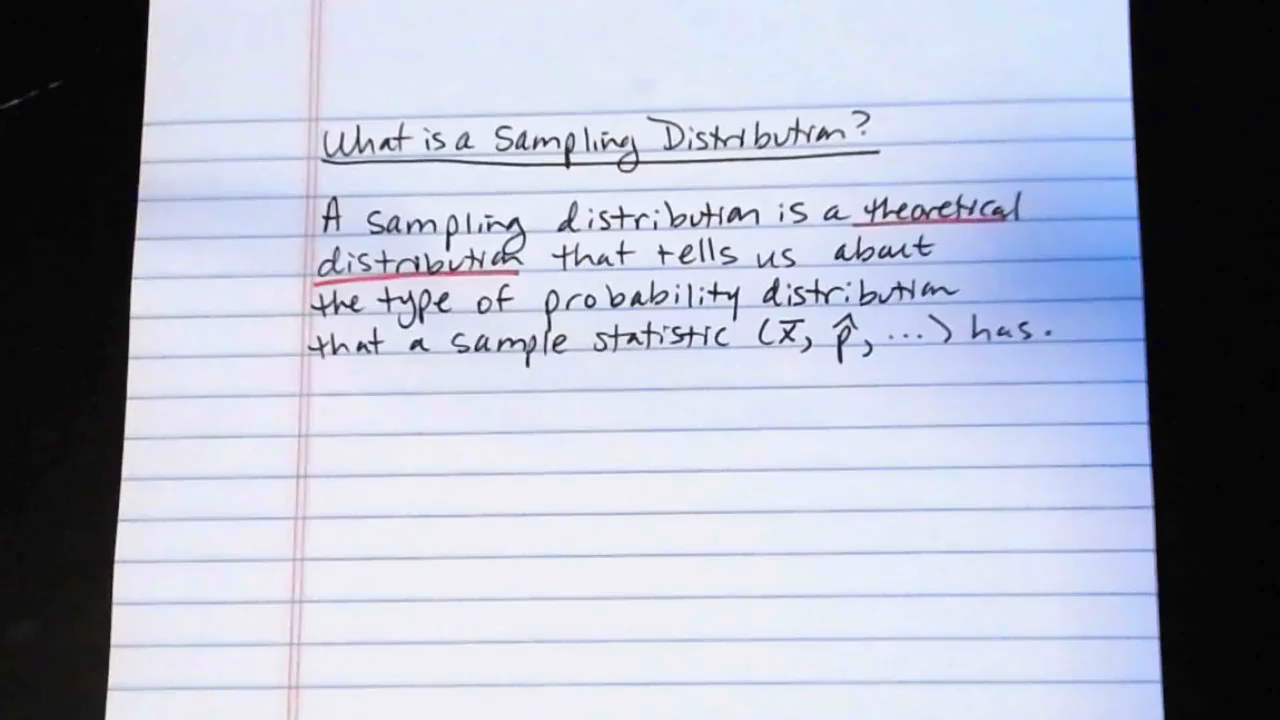 What is a Sampling Distribution?
A sampling distribution is a theoretical
distribution that tells us about
the type of probability distribution
that a sample statistic (x̄, p̂, ...) has.